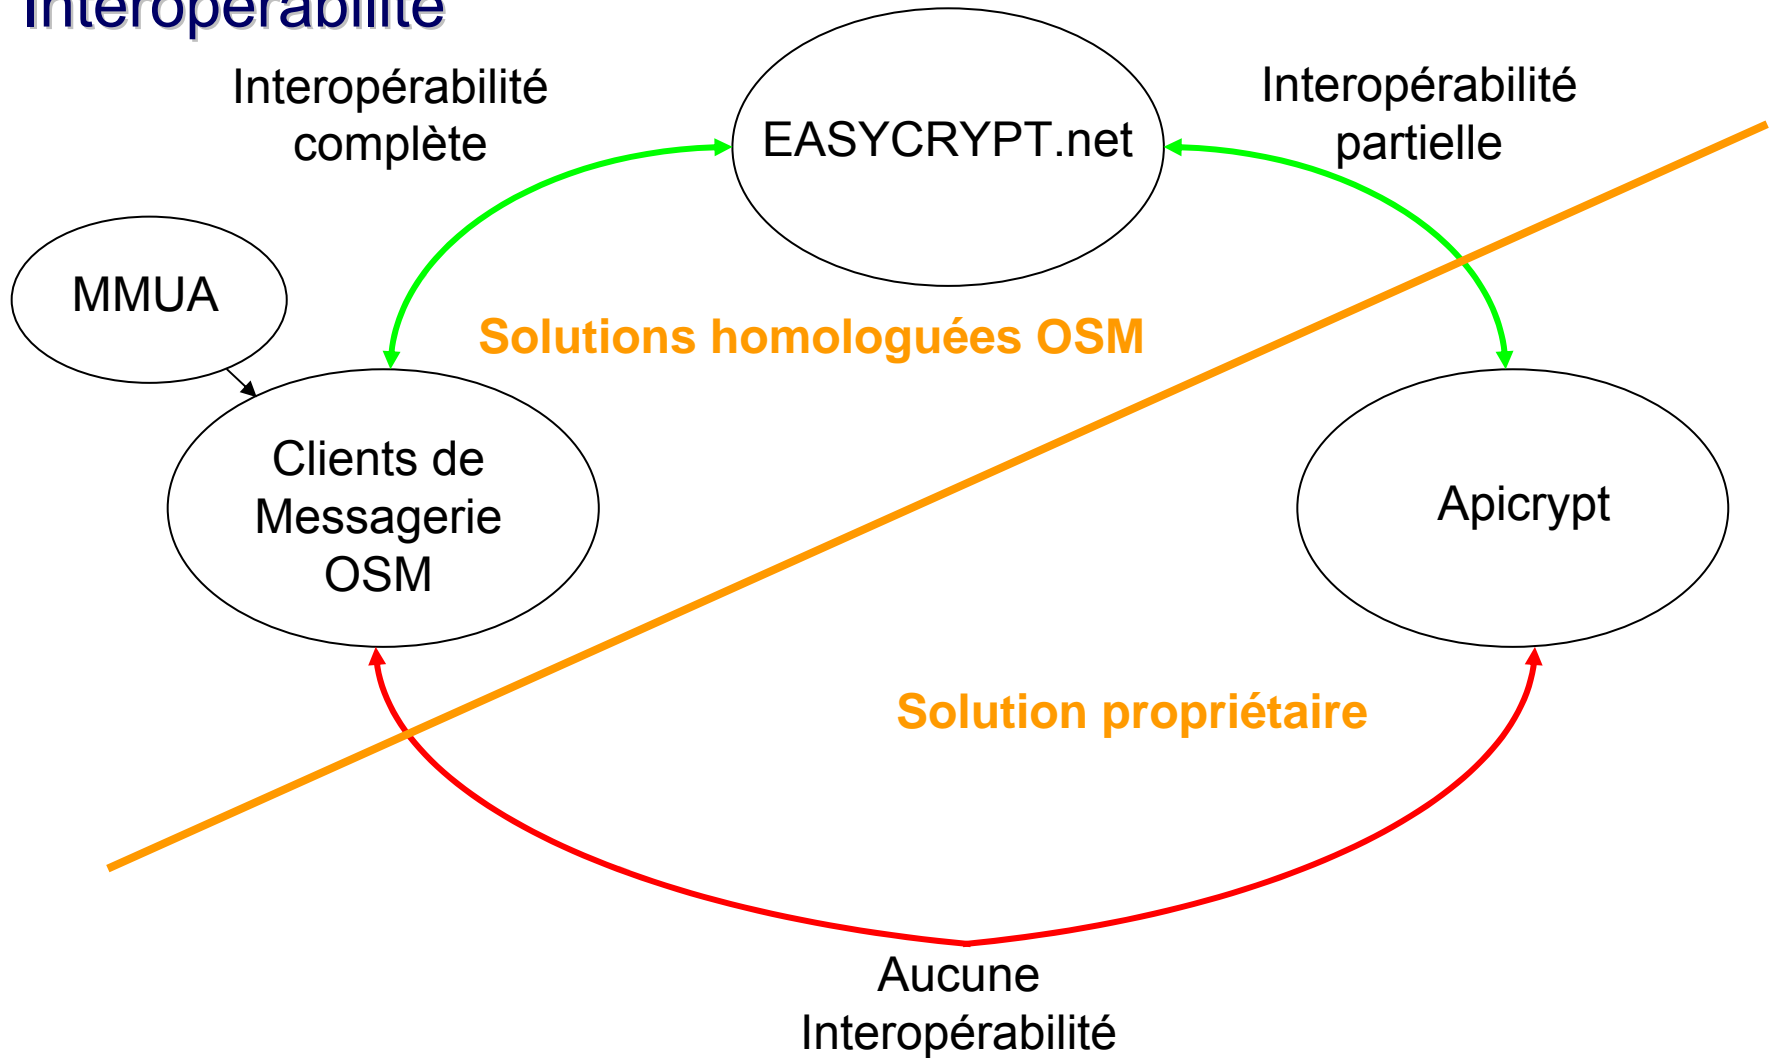 Interopérabilité
Interopérabilité
complète
EASYCRYPT.net
Interopérabilité
partielle
MMUA
Solutions homologuées OSM
Clients de
Messagerie
OSM
Apicrypt
Solution propriétaire
Aucune
Interopérabilité